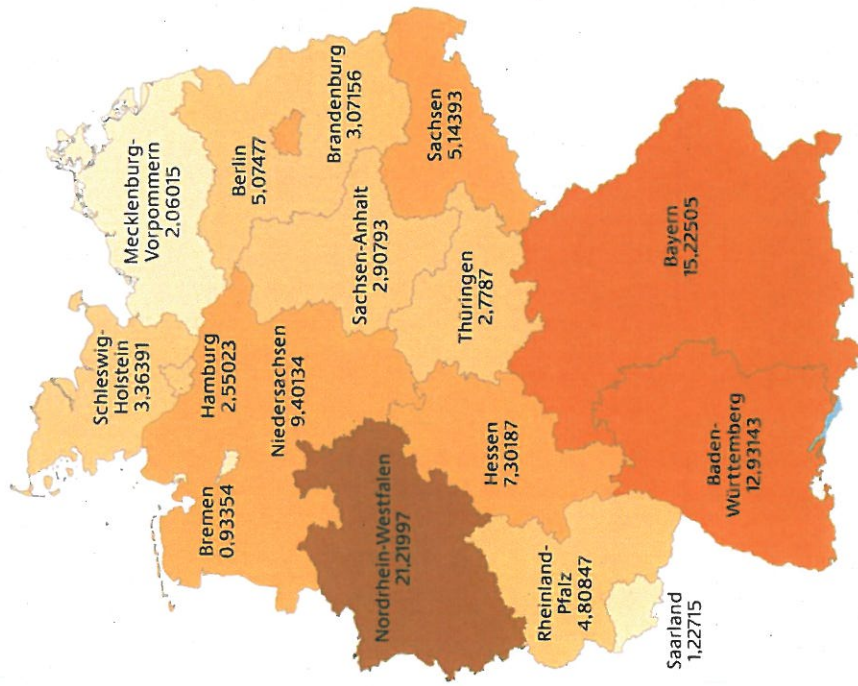 Schleswig-
Holstein
3,36391
Mecklenburg-
Vorpommern
2,06015
Hamburg
2,55023
Bremen
0,93354
Niedersachsen
9,40134
Berlin
5,07477
Brandenburg
3,07156
Sachsen-Anhalt
2,90793
Nordrhein-Westfalen
21,21997
Hessen
7,30187
Thüringen
2,7787
Sachsen
5,14393
Rheinland-
Pfalz
4,80847
Saarland
1,22715
Baden-
Württemberg
12,93143
Bayern
15,22505